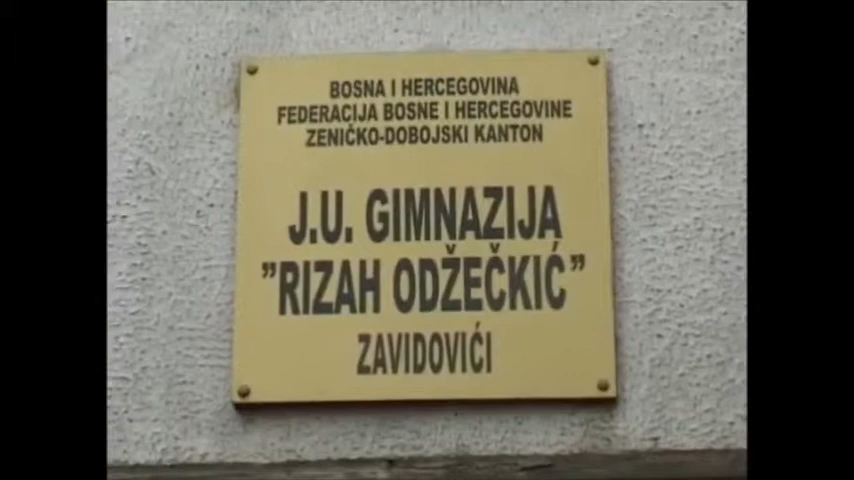 BOSNA I HERCEGOVINA
FEDERACIJA BOSNE I HERCEGOVINE
ZENIČKO-DOBOJSKI KANTON
J.U. GIMNAZIJA
”RIZAH ODŽEČKIĆ”
ZAVIDOVIĆI